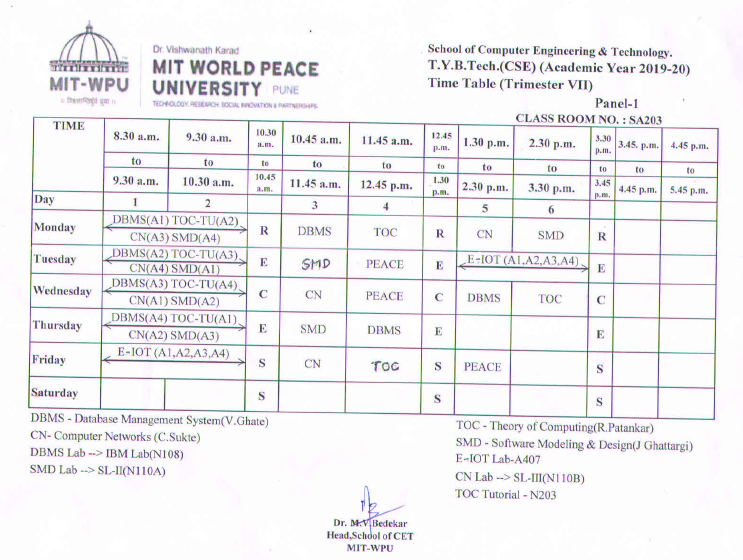 Dr. Vishwanath Karad
MIT WORLD PEACE
UNIVERSITY PUNE
TECHNOLOGY, RESEARCH, SOCIAL INNOVATION & PARTNERSHIPS
MIT-WPU
॥ विश्वशान्तिर्ध्रुवं ध्रुवा ॥
School of Computer Engineering & Technology.
T.Y.B.Tech.(CSE) (Academic Year 2019-20)
Time Table (Trimester VII)
Panel-1
CLASS ROOM NO. : SA203
TIME 8.30 a.m. 9.30 a.m. 10.30 a.m. 10.45 a.m. 11.45 a.m. 12.45 p.m. 1.30 p.m. 2.30 p.m. 3.30 p.m. 3.45. p.m. 4.45 p.m.
to to to to to to to to to to to
9.30 a.m. 10.30 a.m. 10.45 a.m. 11.45 a.m. 12.45 p.m. 1.30 p.m. 2.30 p.m. 3.30 p.m. 3.45 p.m. 4.45 p.m. 5.45 p.m.
Day 1 2 3 4 5 6
DBMS(A1) TOC-TU(A2)
Monday R DBMS TOC R CN SMD R
CN(A3) SMD(A4)
DBMS(A2) TOC-TU(A3)
Tuesday E SMD PEACE E E-IOT (A1,A2,A3,A4) E
CN(A4) SMD(A1)
DBMS(A3) TOC-TU(A4)
Wednesday C CN PEACE C DBMS TOC C
CN(A1) SMD(A2)
DBMS(A4) TOC-TU(A1)
Thursday E SMD DBMS E E
CN(A2) SMD(A3)
Friday E-IOT (A1,A2,A3,A4) S CN TOC S PEACE S
Saturday S S S
DBMS - Database Management System(V.Ghate)
CN- Computer Networks (C.Sukte)
DBMS Lab --> IBM Lab(N108)
SMD Lab --> SL-II(N110A)
TOC - Theory of Computing(R.Patankar)
SMD - Software Modeling & Design(J Ghattargi)
E-IOT Lab-A407
CN Lab --> SL-III(N110B)
TOC Tutorial - N203
Dr. M.V.Bedekar
Head,School of CET
MIT-WPU